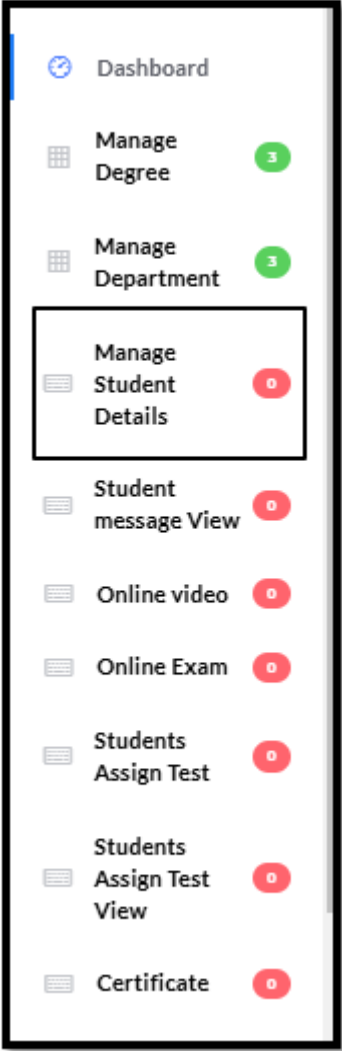 Dashboard
Manage
Degree
3
Manage
Department
3
Manage
Student
Details
0
Student
message View
0
Online video
0
Online Exam
0
Students
Assign Test
0
Students
Assign Test
View
0
Certificate
0